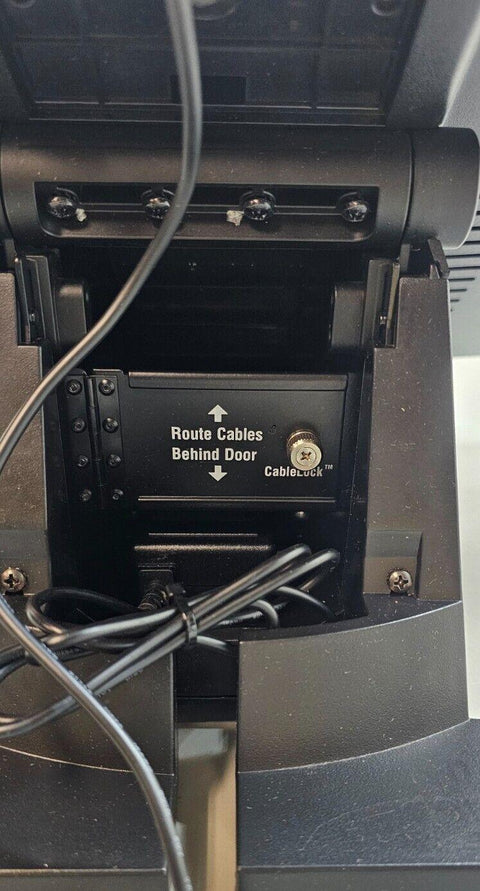 Route Cables
Behind Door
CableLock™